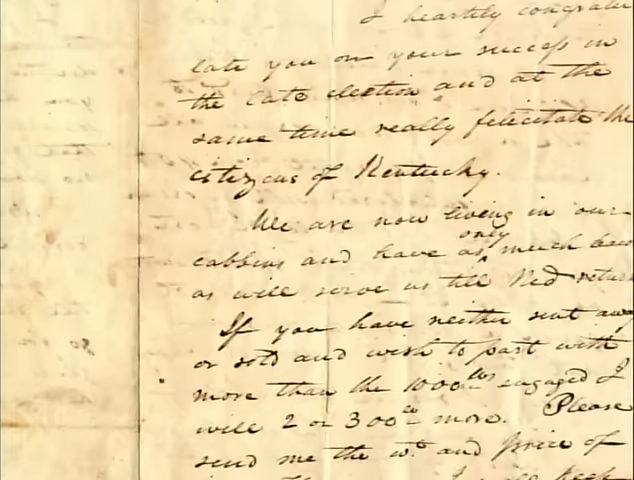 I heartily congratu
late you on your success in
the late election and at the
same time really felicitate the
citizens of Kentucky.
We are now living in our
only
cabbins and have as much
as will serve us till Ned return
If you have neither sent away
or sold and wish to part with
more than the 1000lbs engaged I
will 2 or 300lb more. Please
send me the wt and price of